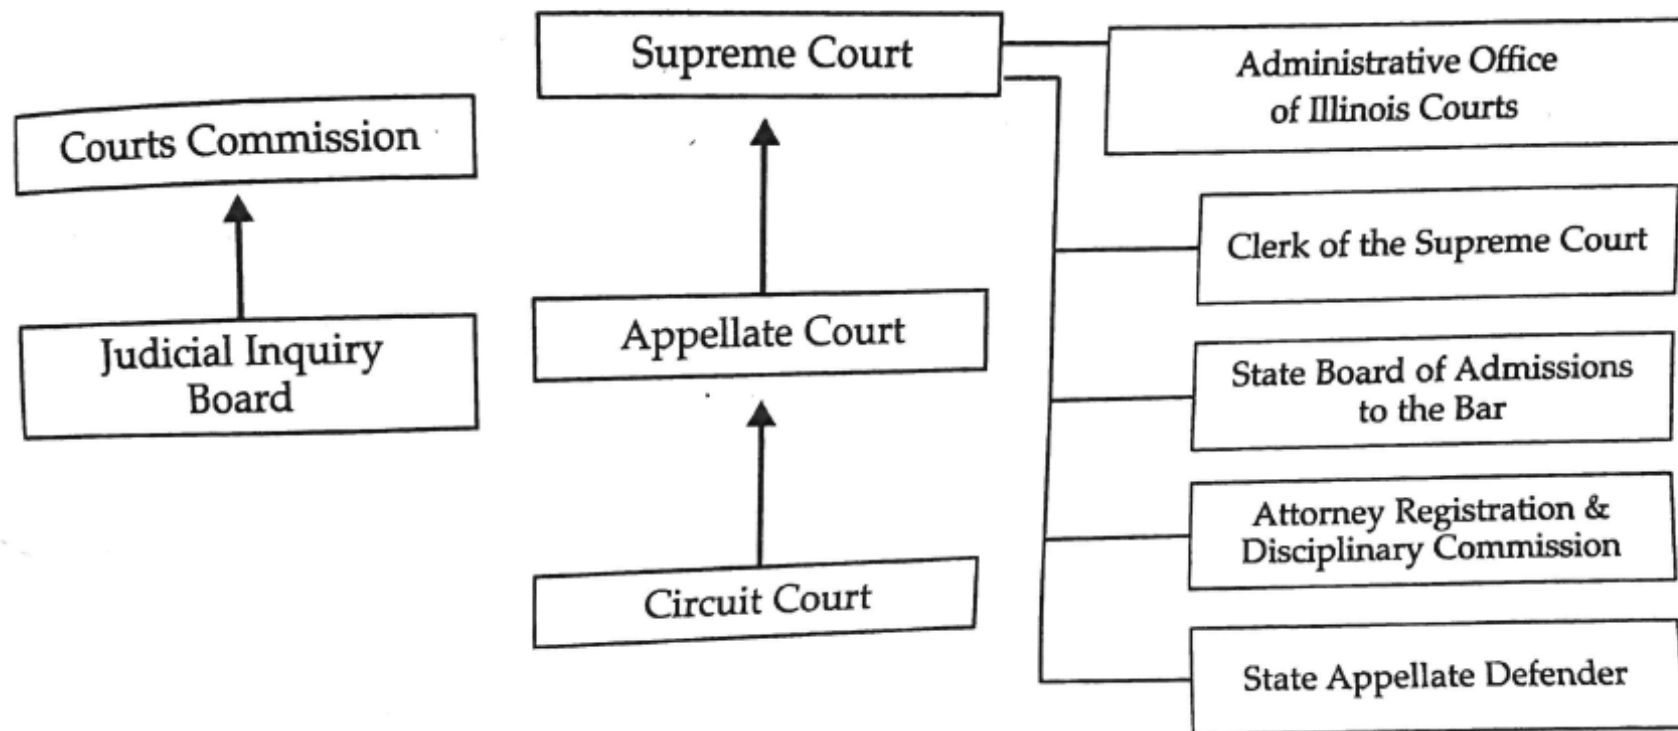 Supreme Court
Administrative Office
of Illinois Courts
Courts Commission
Clerk of the Supreme Court
Judicial Inquiry
Board
Appellate Court
State Board of Admissions
to the Bar
Attorney Registration &
Disciplinary Commission
Circuit Court
State Appellate Defender